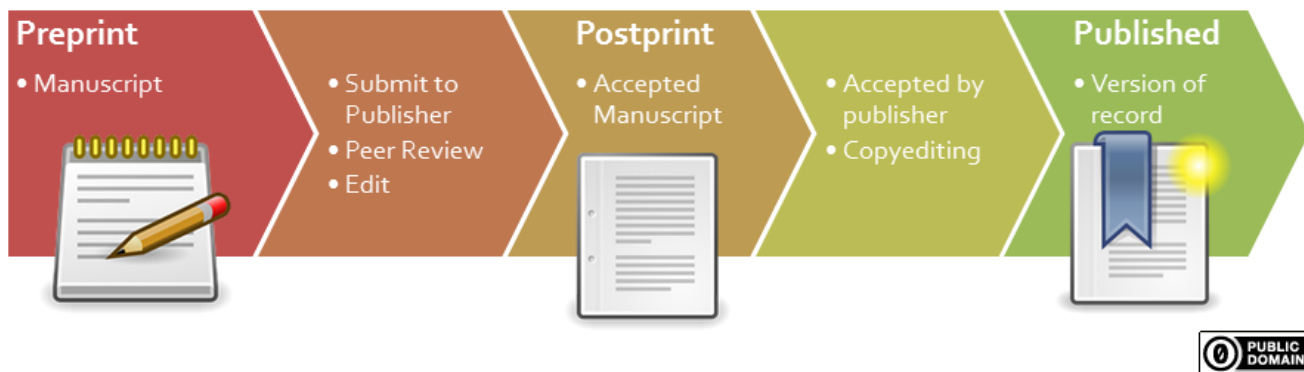 Preprint
• Manuscript
• Submit to
Publisher
• Peer Review
• Edit
Postprint
• Accepted
Manuscript
• Accepted by
publisher
• Copyediting
Published
• Version of
record
0 PUBLIC
DOMAIN